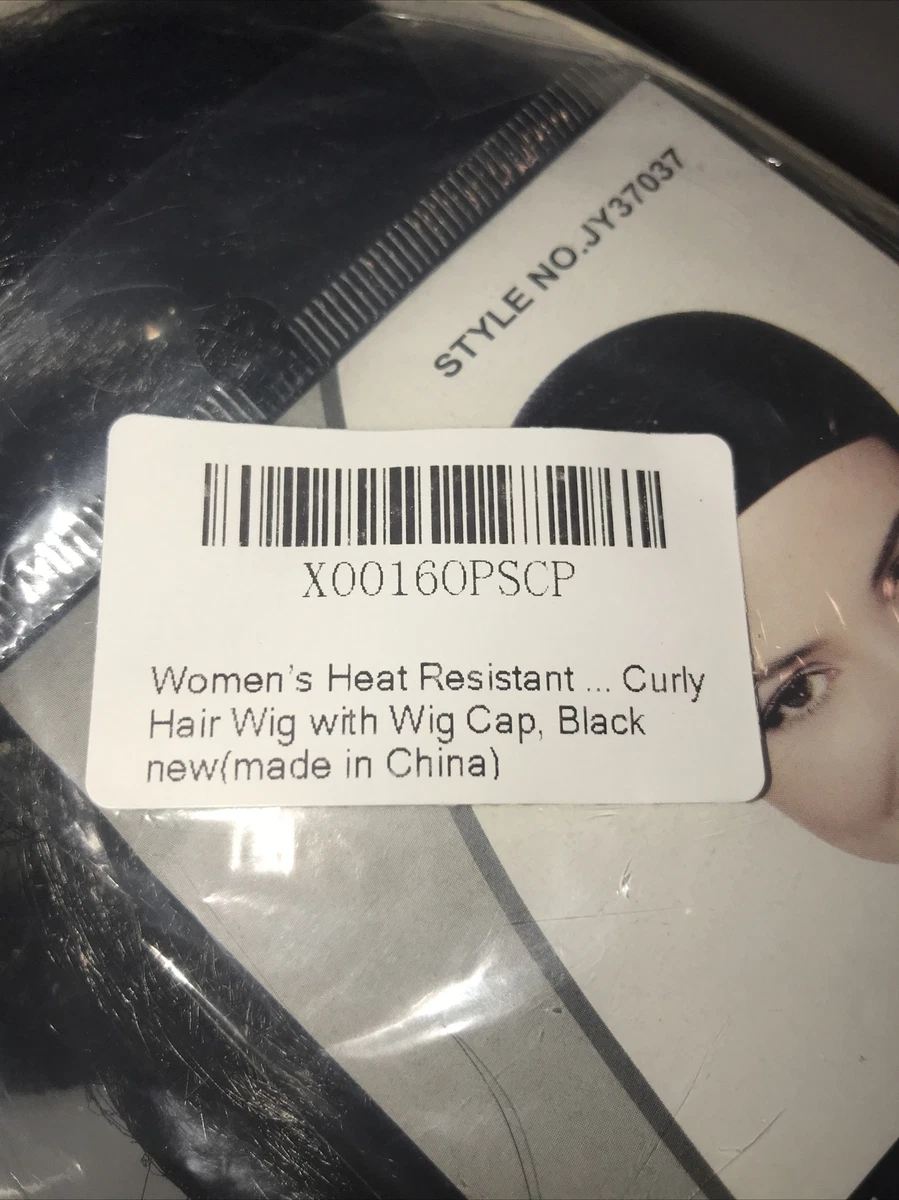 STYLE NO.JY37037
X00160PSCP
Women's Heat Resistant ... Curly
Hair Wig with Wig Cap, Black
new(made in China)